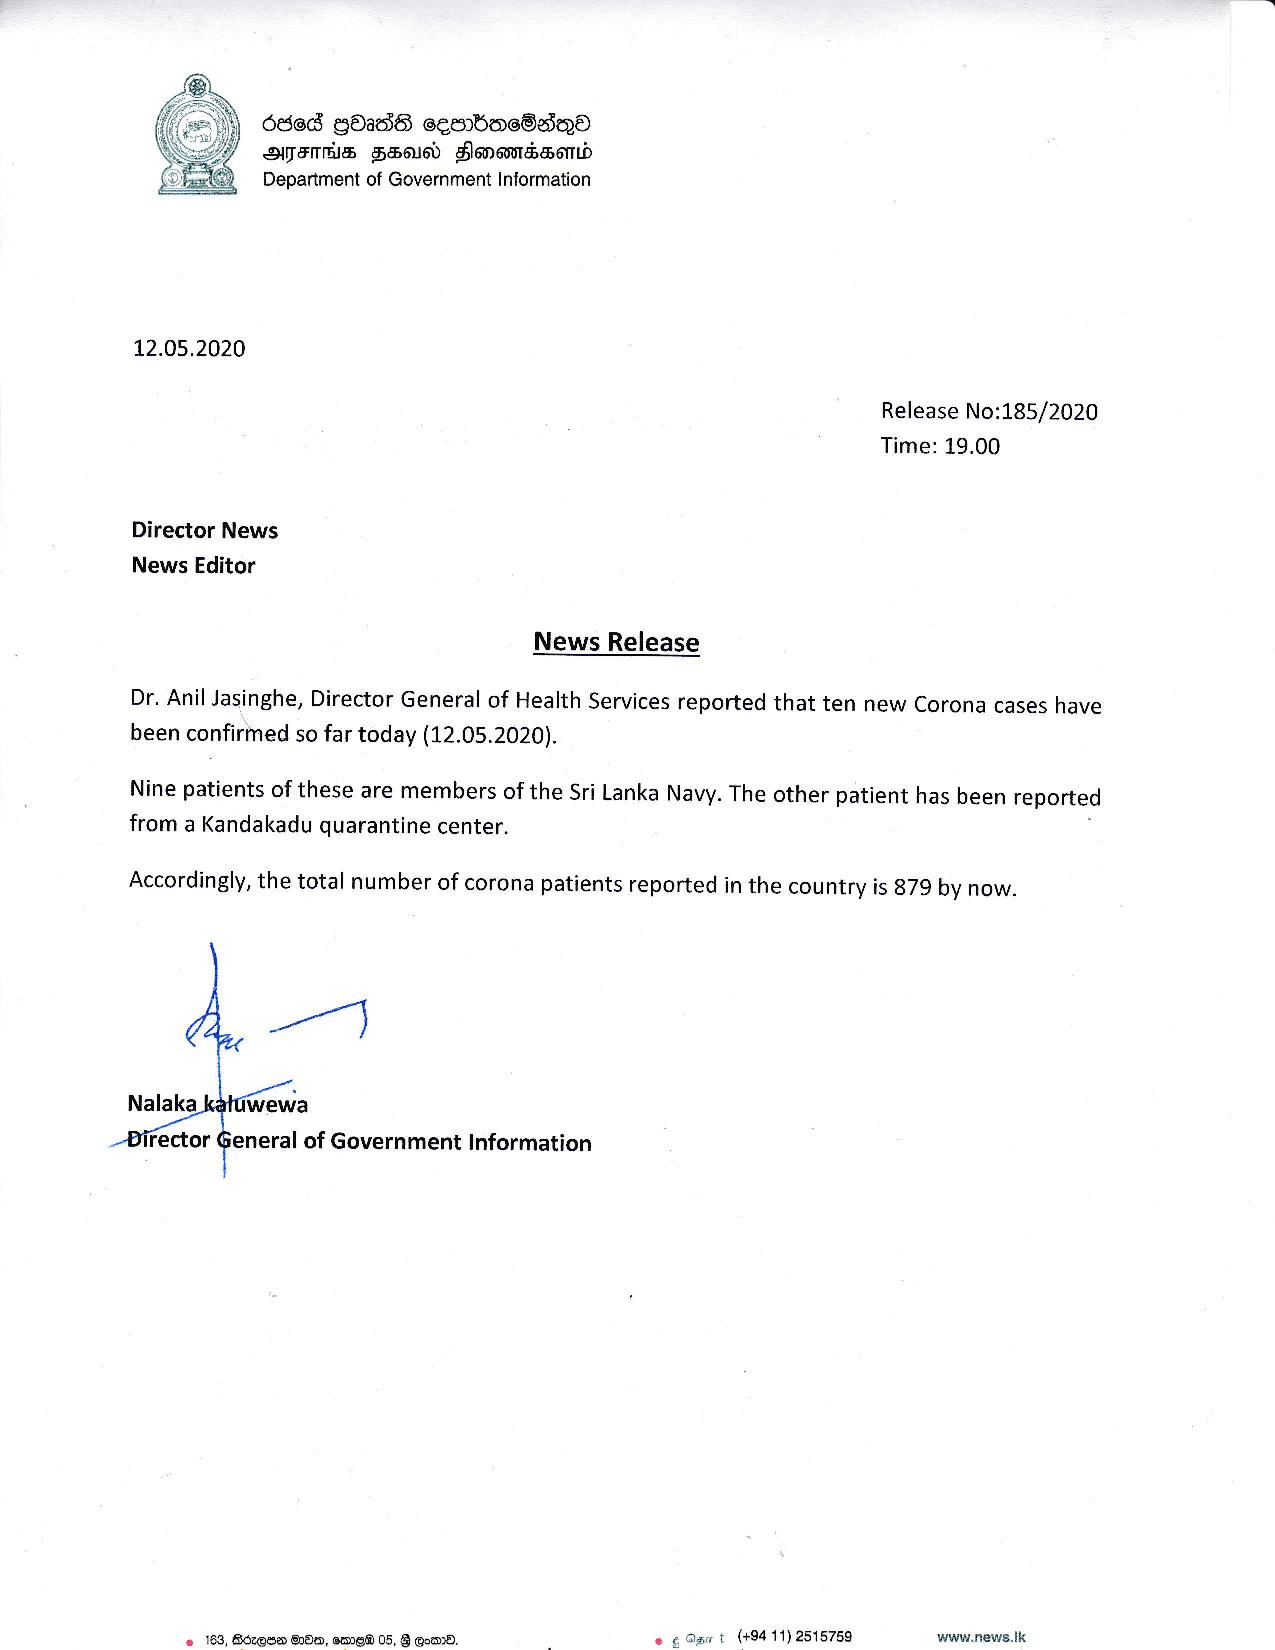 රජයේ ප්‍රවෘත්ති දෙපාර්තමේන්තුව
அரசாங்க தகவல் திணைக்களம்
Department of Government Information
12.05.2020
Release No:185/2020
Time: 19.00
Director News
News Editor
News Release
Dr. Anil Jasinghe, Director General of Health Services reported that ten new Corona cases have
been confirmed so far today (12.05.2020).
Nine patients of these are members of the Sri Lanka Navy. The other patient has been reported
from a Kandakadu quarantine center.
Accordingly, the total number of corona patients reported in the country is 879 by now.
Nalaka kaluwewa
Director General of Government Information
163, කිරුලපන මාවත, කොළඹ 05, ශ්‍රී ලංකාව.
දු தொ t (+94 11) 2515759
www.news.lk